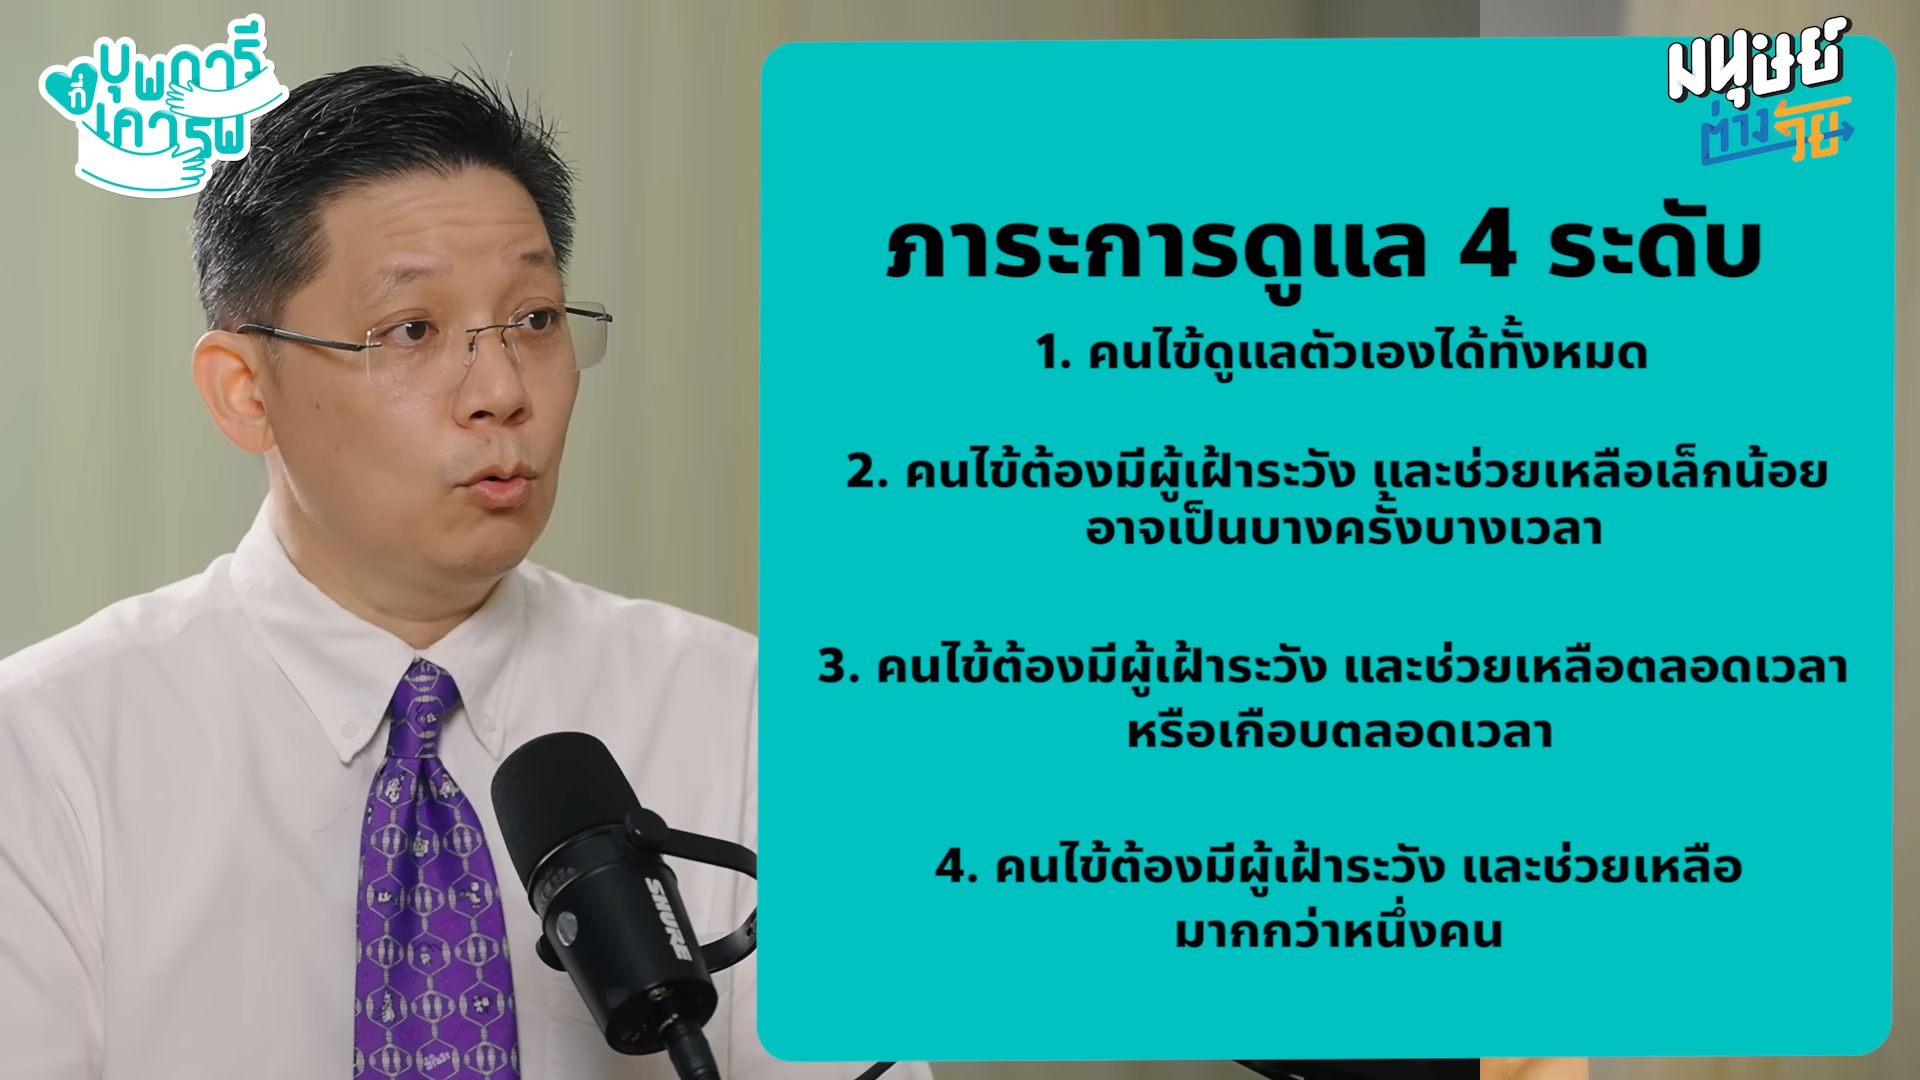 บุพการี
ที่
เคารพ
มนุษย์
ต่างวัย
ภาระการดูแล 4 ระดับ
1. คนไข้ดูแลตัวเองได้ทั้งหมด
2. คนไข้ต้องมีผู้เฝ้าระวัง และช่วยเหลือเล็กน้อย
อาจเป็นบางครั้งบางเวลา
3. คนไข้ต้องมีผู้เฝ้าระวัง และช่วยเหลือตลอดเวลา
หรือเกือบตลอดเวลา
4. คนไข้ต้องมีผู้เฝ้าระวัง และช่วยเหลือ
มากกว่าหนึ่งคน
SHURE